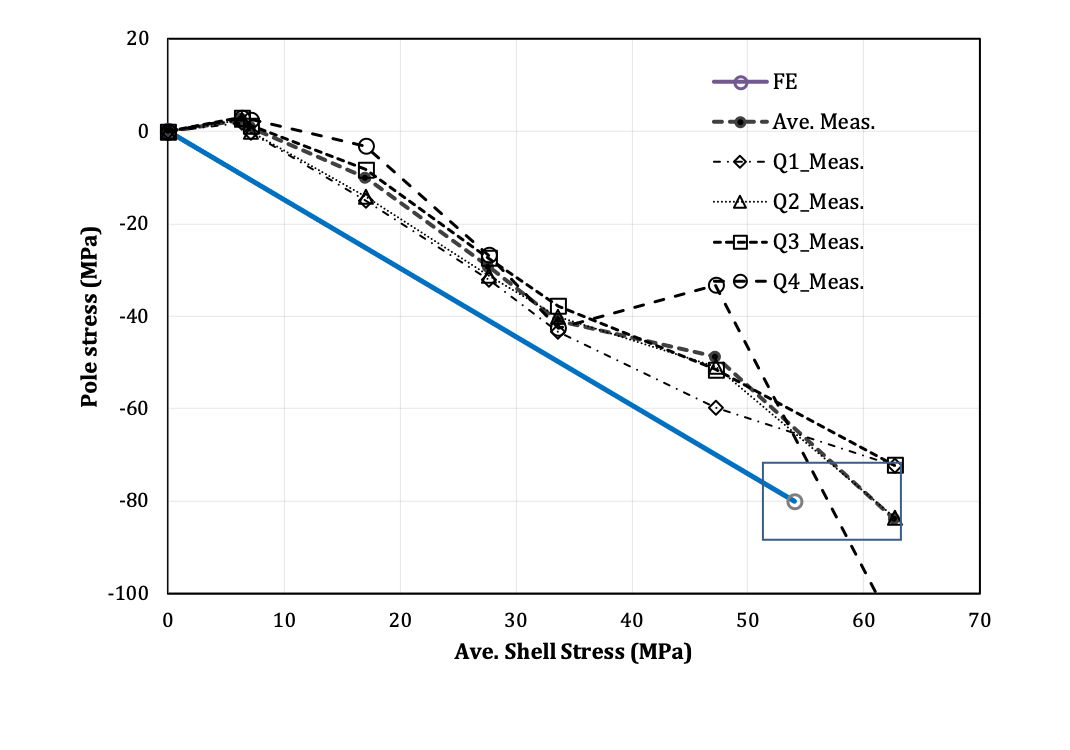 20
0
-20
-40
-60
-80
-100
Pole stress (MPa)
FE
Ave. Meas.
Q1_Meas.
Q2_Meas.
Q3_Meas.
Q4_Meas.
0 10 20 30 40 50 60 70
Ave. Shell Stress (MPa)